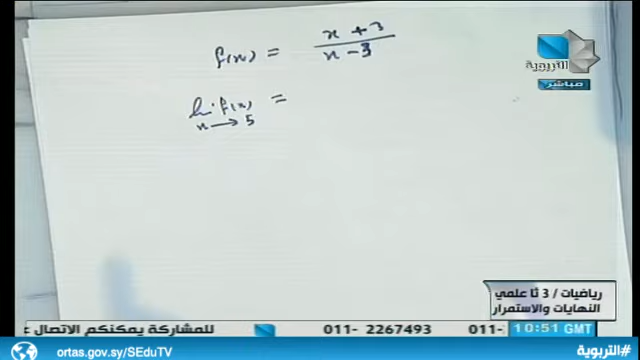 f(x) = x + 3 / x - 3
lim f(x) =
x → 5
التربوية
مباشر
رياضيات / 3 ثا علمي
النهايات والاستمرار
للمشاركة يمكنكم الاتصال ع
011- 2267493
011-
10:51 GMT
ortas.gov.sy/SEduTV
#التربوية